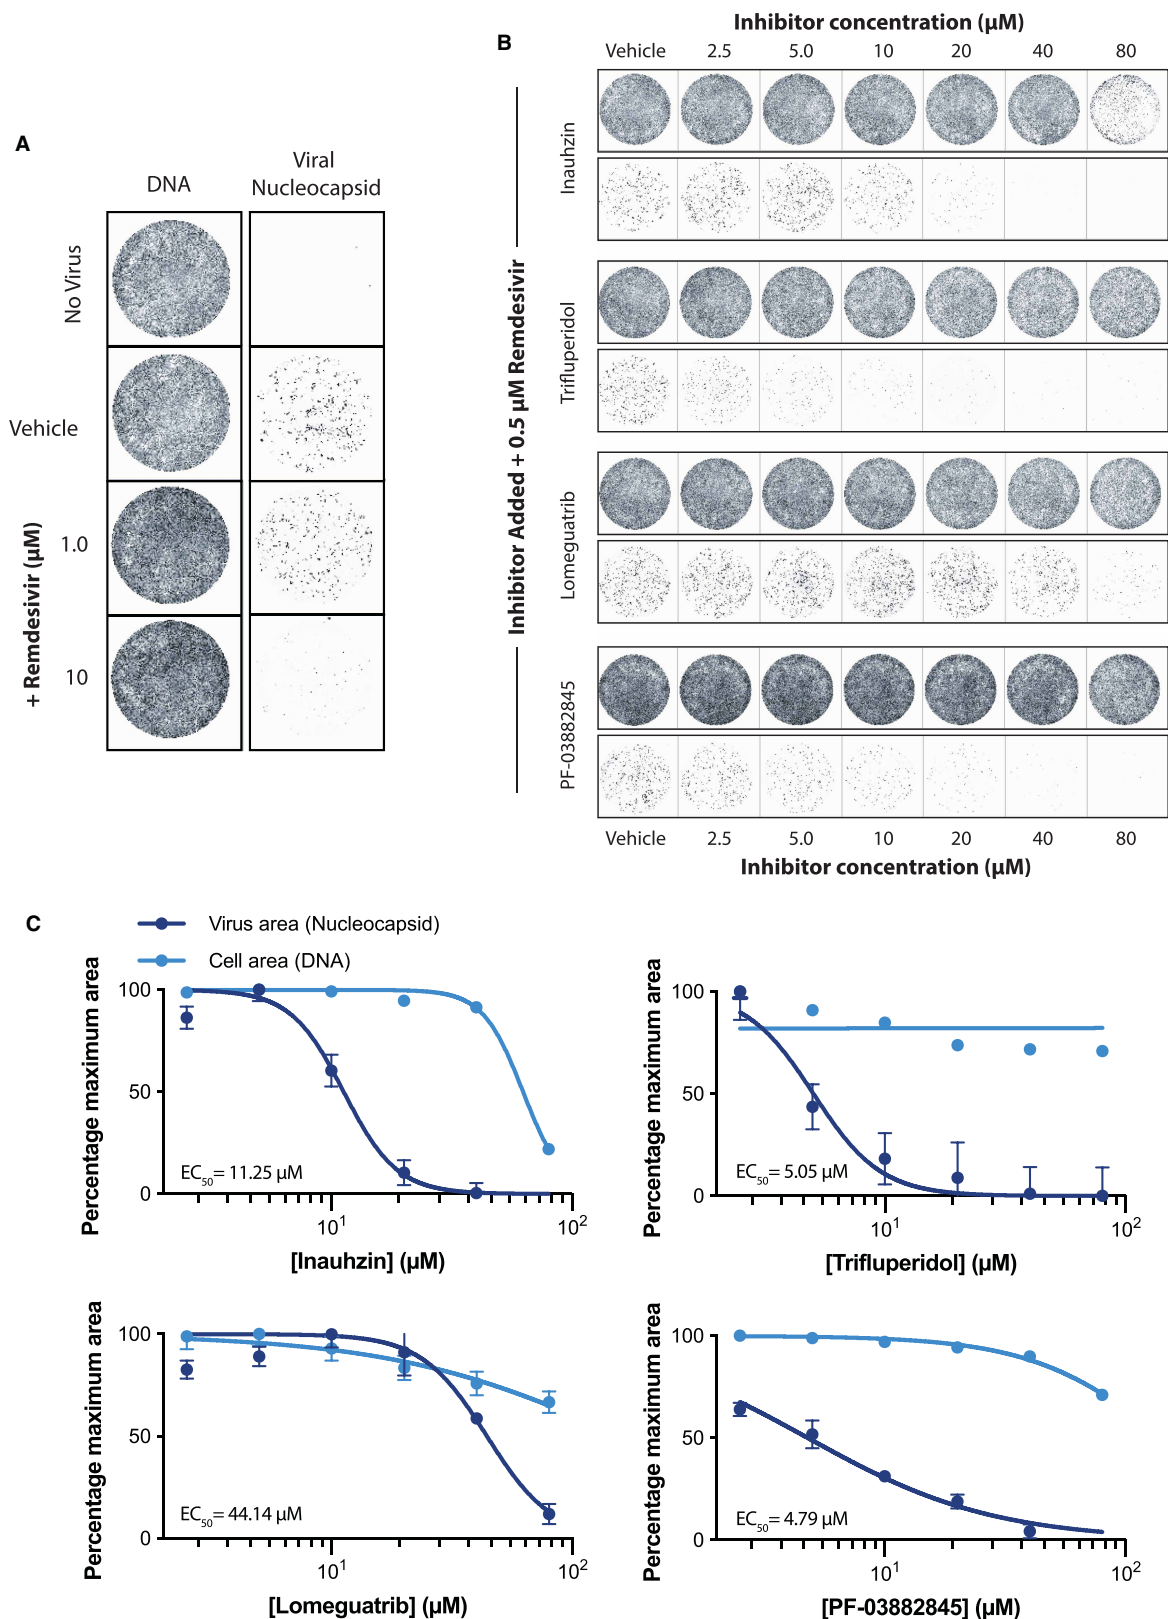 A
DNA
Viral
Nucleocapsid
No Virus
Vehicle
+ Remdesivir (µM)
1.0
10
B
Inhibitor concentration (µM)
Vehicle 2.5 5.0 10 20 40 80
Inhibitor Added + 0.5 µM Remdesivir
Inauhzin
Trifluperidol
Lomeguatrib
PF-03882845
Vehicle 2.5 5.0 10 20 40 80
Inhibitor concentration (µM)
C
Virus area (Nucleocapsid)
Cell area (DNA)
Percentage maximum area
100
50
0
EC50= 11.25 µM
10^1 10^2
[Inauhzin] (µM)
Percentage maximum area
100
50
0
EC50= 5.05 µM
10^1 10^2
[Trifluperidol] (µM)
Percentage maximum area
100
50
0
EC50= 44.14 µM
10^1 10^2
[Lomeguatrib] (µM)
Percentage maximum area
100
50
0
EC50= 4.79 µM
10^1 10^2
[PF-03882845] (µM)